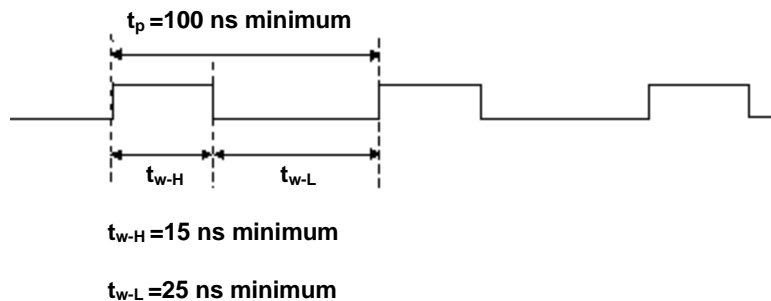 tp =100 ns minimum
tw-H tw-L
tw-H =15 ns minimum
tw-L =25 ns minimum